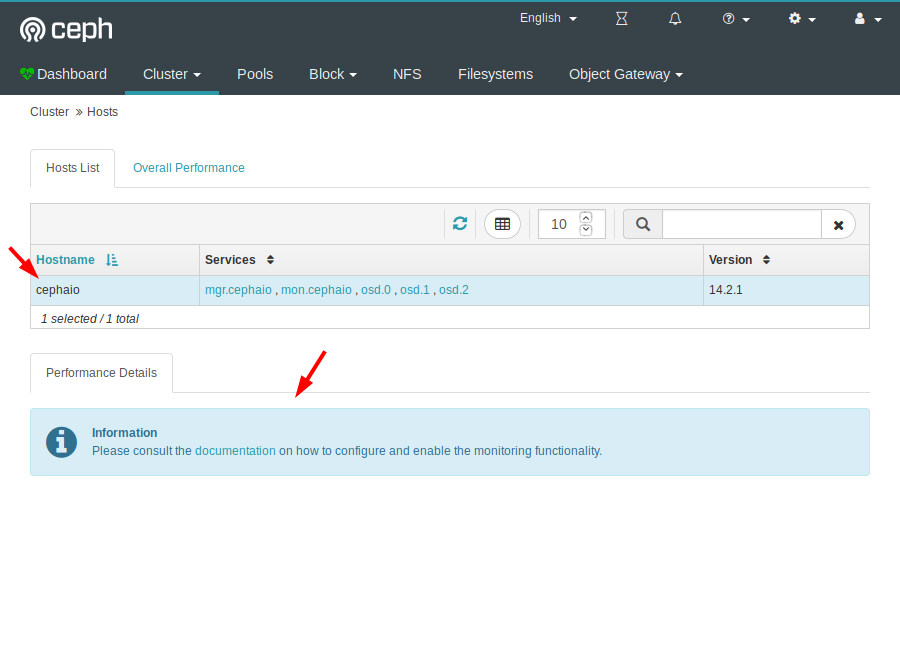 ceph
English
Dashboard Cluster Pools Block NFS Filesystems Object Gateway
Cluster » Hosts
Hosts List Overall Performance
10
Hostname Services Version
cephaio mgr.cephaio , mon.cephaio , osd.0 , osd.1 , osd.2 14.2.1
1 selected / 1 total
Performance Details
Information
Please consult the documentation on how to configure and enable the monitoring functionality.